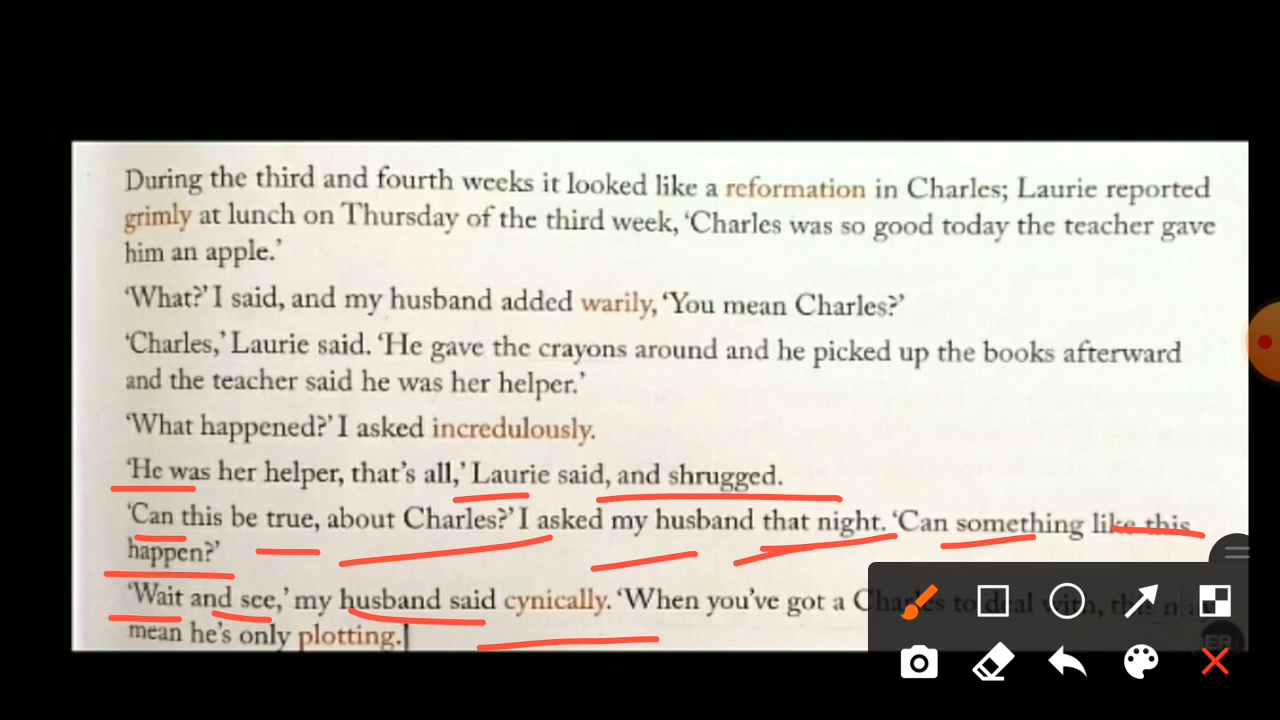 During the third and fourth weeks it looked like a reformation in Charles; Laurie reported
grimly at lunch on Thursday of the third week, ‘Charles was so good today the teacher gave
him an apple.’
‘What?’ I said, and my husband added warily, ‘You mean Charles?’
‘Charles,’ Laurie said. ‘He gave the crayons around and he picked up the books afterward
and the teacher said he was her helper.’
‘What happened?’ I asked incredulously.
‘He was her helper, that’s all,’ Laurie said, and shrugged.
‘Can this be true, about Charles?’ I asked my husband that night. ‘Can something like this
happen?’
‘Wait and see,’ my husband said cynically. ‘When you’ve got a Charles to deal with,
mean he’s only plotting.